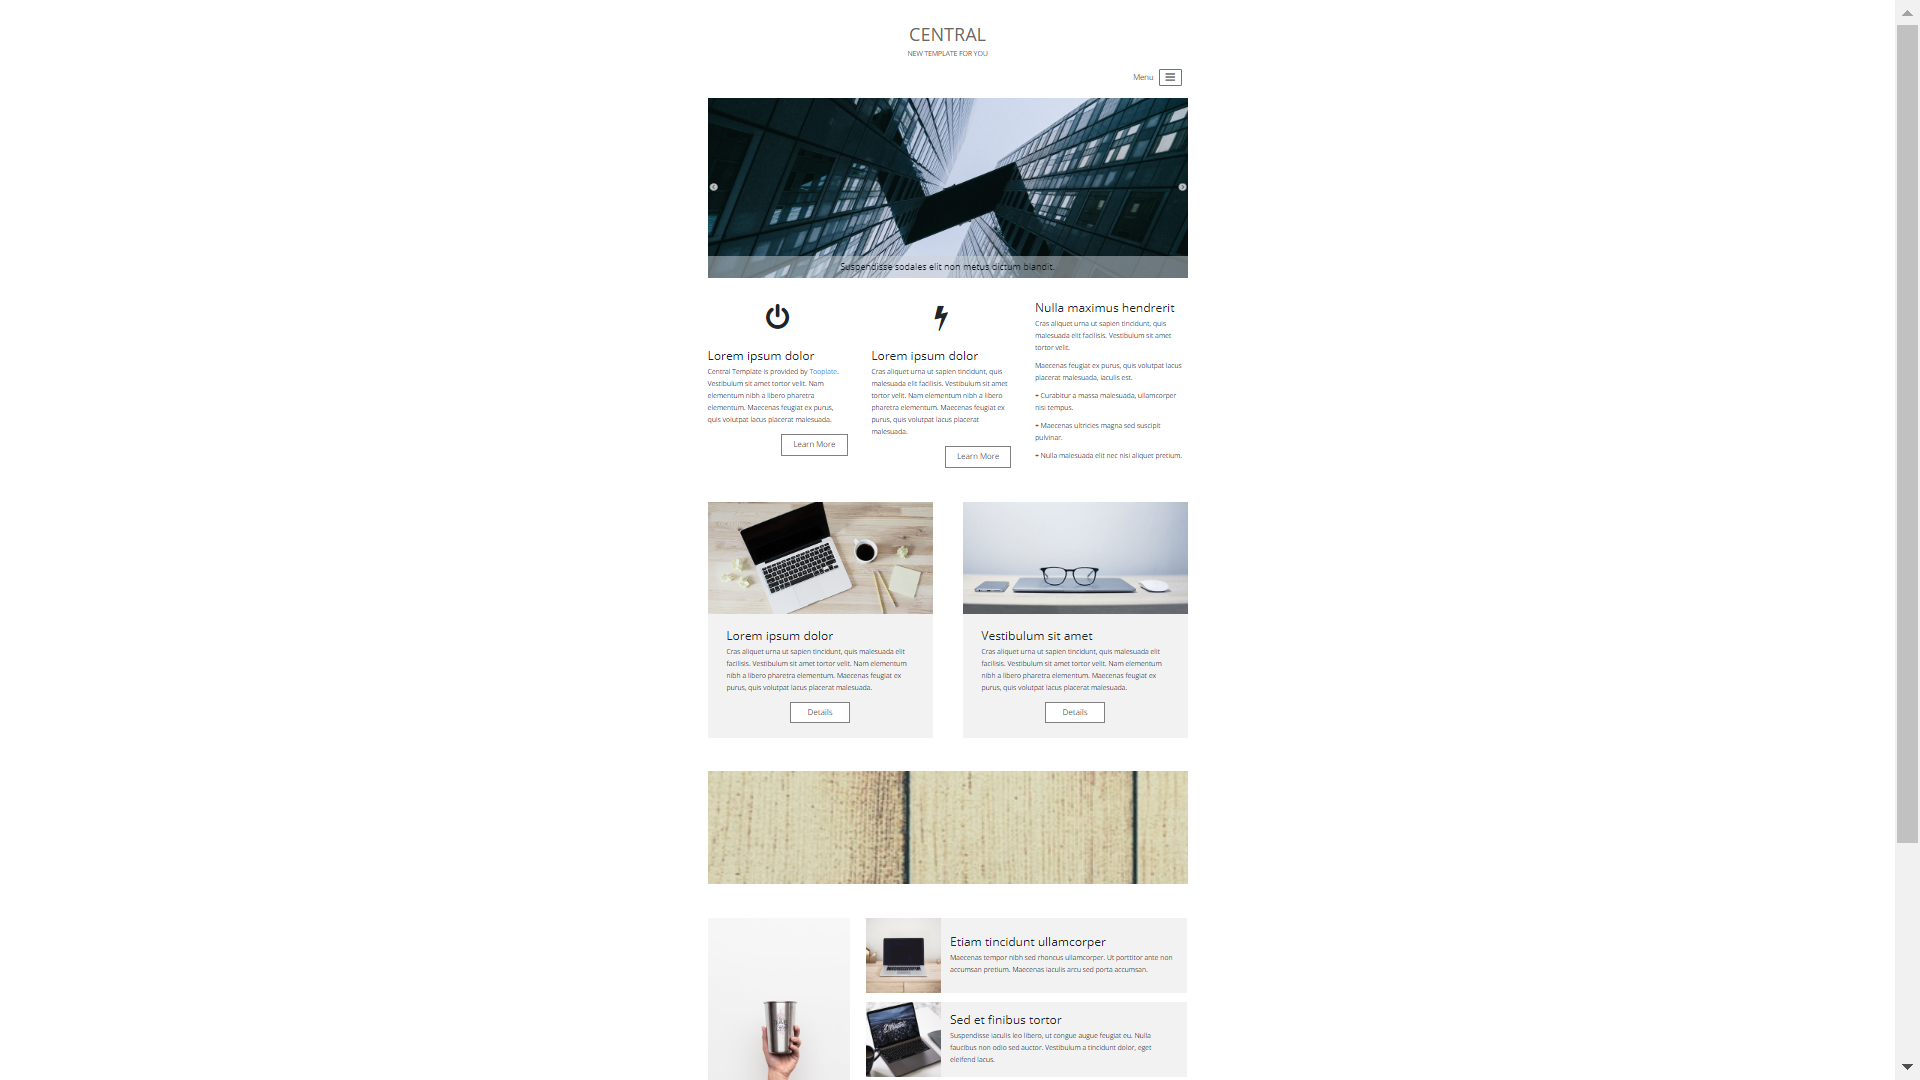 CENTRAL
NEW TEMPLATE FOR YOU
Menu
Suspendisse sodales elit non metus dictum blandit.
Lorem ipsum dolor
Central Template is provided by Tooplate.
Vestibulum sit amet tortor velit. Nam
elementum nibh a libero pharetra
elementum. Maecenas feugiat ex purus,
quis volutpat lacus placerat malesuada.
Learn More
Lorem ipsum dolor
Cras aliquet urna ut sapien tincidunt, quis
malesuada elit facilisis. Vestibulum sit amet
tortor velit. Nam elementum nibh a libero
pharetra elementum. Maecenas feugiat ex
purus, quis volutpat lacus placerat
malesuada.
Learn More
Nulla maximus hendrerit
Cras aliquet urna ut sapien tincidunt, quis
malesuada elit facilisis. Vestibulum sit amet
tortor velit.
Maecenas feugiat ex purus, quis volutpat lacus
placerat malesuada, iaculis est.
+ Curabitur a massa malesuada, ullamcorper
nisi tempus.
+ Maecenas ultricies magna sed suscipit
pulvinar.
+ Nulla malesuada elit nec nisi aliquet pretium.
Lorem ipsum dolor
Cras aliquet urna ut sapien tincidunt, quis malesuada elit
facilisis. Vestibulum sit amet tortor velit. Nam elementum
nibh a libero pharetra elementum. Maecenas feugiat ex
purus, quis volutpat lacus placerat malesuada.
Details
Vestibulum sit amet
Cras aliquet urna ut sapien tincidunt, quis malesuada elit
facilisis. Vestibulum sit amet tortor velit. Nam elementum
nibh a libero pharetra elementum. Maecenas feugiat ex
purus, quis volutpat lacus placerat malesuada.
Details
Etiam tincidunt ullamcorper
Maecenas tempor nibh sed rhoncus ullamcorper. Ut porttitor ante non
accumsan pretium. Maecenas iaculis arcu sed porta accumsan.
Sed et finibus tortor
Suspendisse iaculis leo libero, ut congue augue feugiat eu. Nulla
faucibus non odio sed auctor. Vestibulum a tincidunt dolor, eget
eleifend lacus.